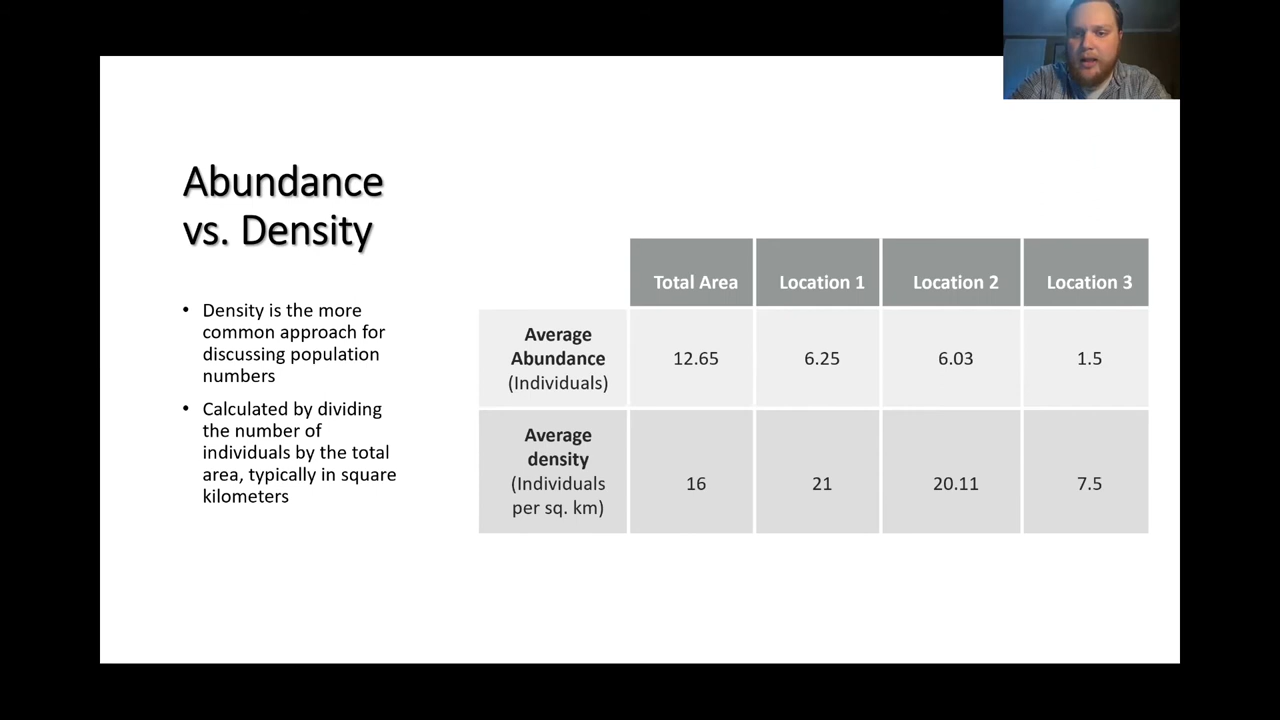 Abundance
vs. Density
• Density is the more
common approach for
discussing population
numbers
• Calculated by dividing
the number of
individuals by the total
area, typically in square
kilometers
Total Area Location 1 Location 2 Location 3
Average
Abundance
(Individuals)
12.65 6.25 6.03 1.5
Average
density
(Individuals
per sq. km)
16 21 20.11 7.5